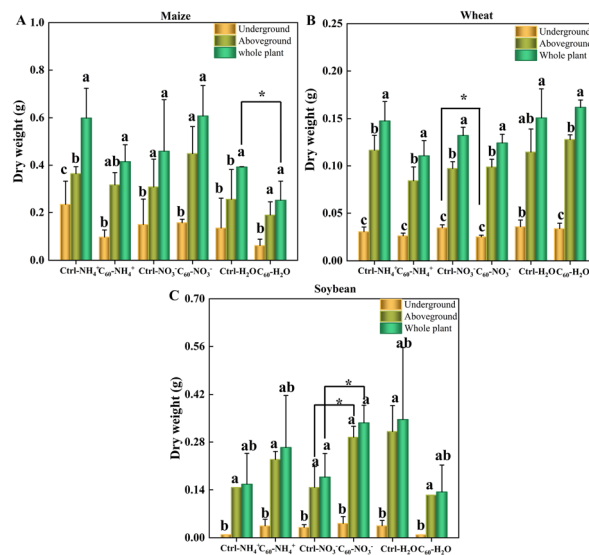 A
Maize
Underground
Aboveground
whole plant
Dry weight (g)
1.0
0.8
0.6
0.4
0.2
0.0
c b a
b ab a
b a a
b a a
b ab a
b a a
*
Ctrl-NH₄⁺ C₆₀-NH₄⁺ Ctrl-NO₃⁻ C₆₀-NO₃⁻ Ctrl-H₂O C₆₀-H₂O
B
Wheat
Underground
Aboveground
Whole plant
Dry weight (g)
0.20
0.15
0.10
0.05
0.00
c b a
c b a
c b a
c b a
c ab a
c b a
*
Ctrl-NH₄⁺ C₆₀-NH₄⁺ Ctrl-NO₃⁻ C₆₀-NO₃⁻ Ctrl-H₂O C₆₀-H₂O
C
Soybean
Underground
Aboveground
Whole plant
Dry weight (g)
0.70
0.56
0.42
0.28
0.14
0.00
b a ab
b a ab
b a a
b a a
b a ab
b a ab
*
*
Ctrl-NH₄⁺ C₆₀-NH₄⁺ Ctrl-NO₃⁻ C₆₀-NO₃⁻ Ctrl-H₂O C₆₀-H₂O